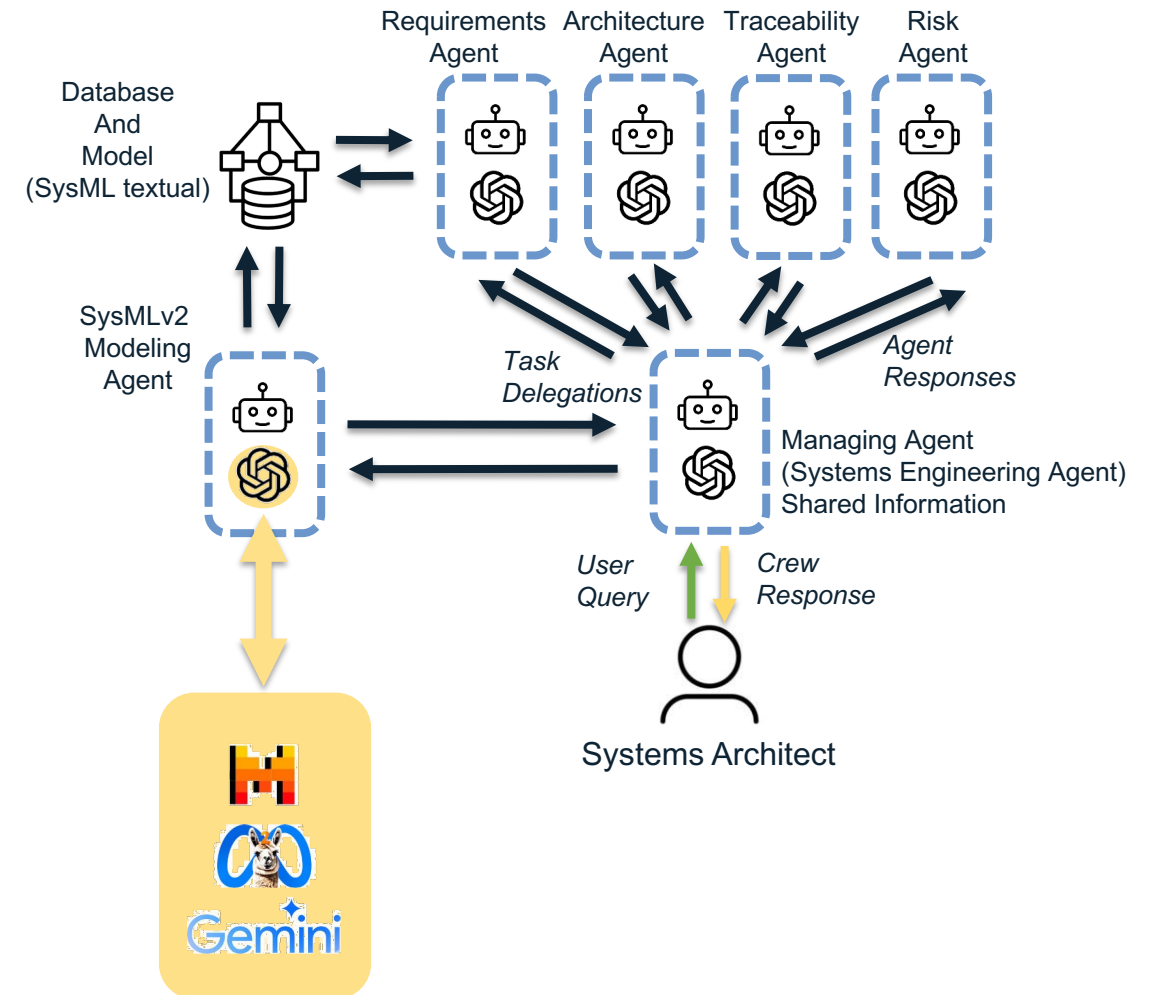 Requirements
Agent
Architecture
Agent
Traceability
Agent
Risk
Agent
Database
And
Model
(SysML textual)
SysMLv2
Modeling
Agent
Task
Delegations
Agent
Responses
Managing Agent
(Systems Engineering Agent)
Shared Information
User
Query
Crew
Response
Systems Architect
Gemini